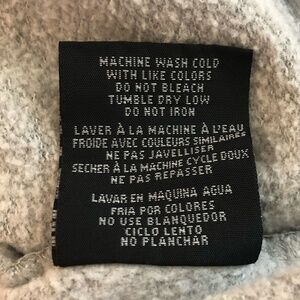 MACHINE WASH COLD
WITH LIKE COLORS
DO NOT BLEACH
TUMBLE DRY LOW
DO NOT IRON
LAVER À LA MACHINE À L'EAU
FROIDE AVEC COULEURS SIMILAIRES
NE PAS JAVELLISER
SECHER À LA MACHINE CYCLE DOUX
NE PAS REPASSER
LAVAR EN MAQUINA AGUA
FRIA POR COLORES
NO USE BLANQUEDOR
CICLO LENTO
NO PLANCHAR